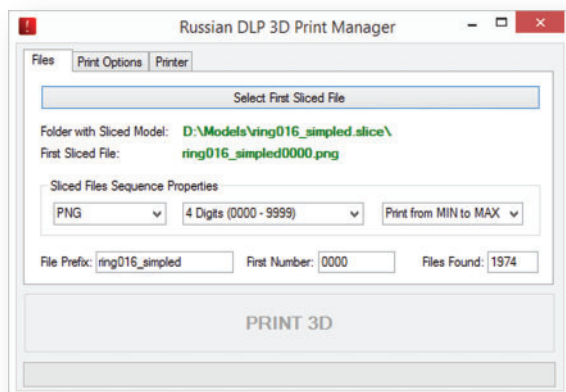 Russian DLP 3D Print Manager
Files Print Options Printer
Select First Sliced File
Folder with Sliced Model: D:\Models\ring016_simpled.slice\
First Sliced File: ring016_simpled0000.png
Sliced Files Sequence Properties
PNG 4 Digits (0000 - 9999) Print from MIN to MAX
File Prefix: ring016_simpled First Number: 0000 Files Found: 1974
PRINT 3D